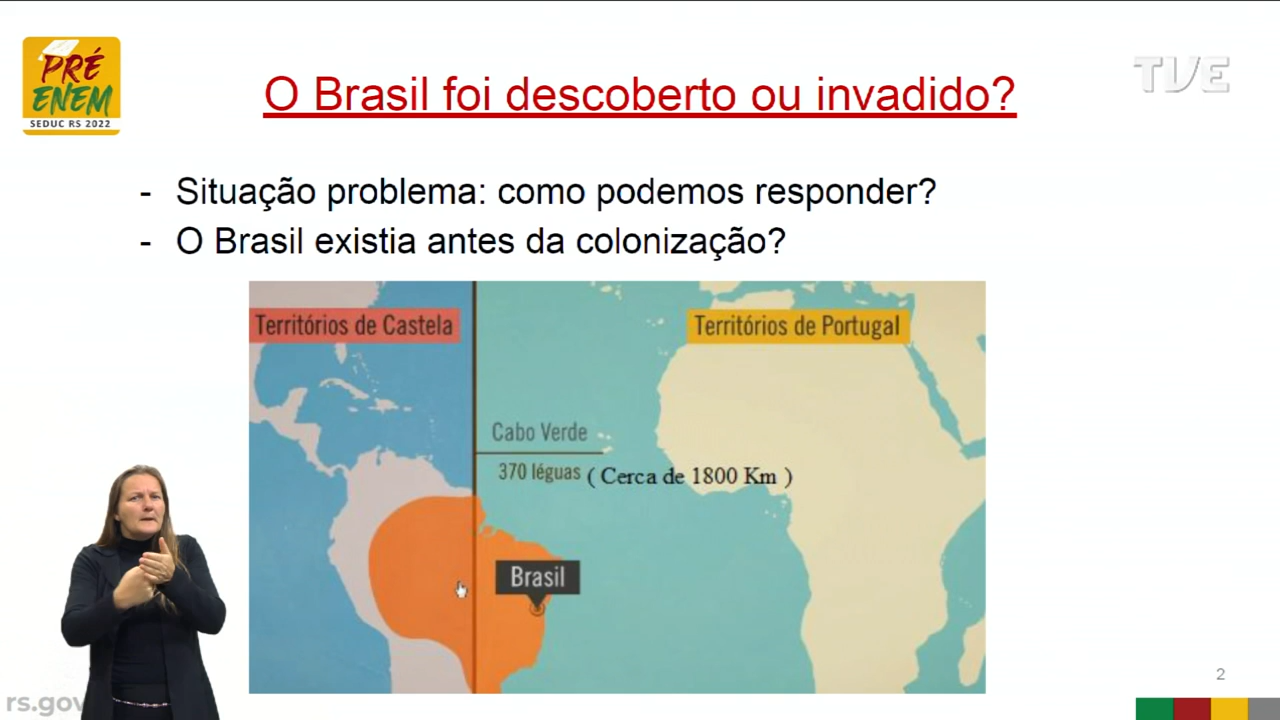 PRÉ
ENEM
SEDUC RS 2022
TVE
O Brasil foi descoberto ou invadido?
- Situação problema: como podemos responder?
- O Brasil existia antes da colonização?
Territórios de Castela
Territórios de Portugal
Cabo Verde
370 léguas ( Cerca de 1800 Km )
Brasil
2
rs.gov